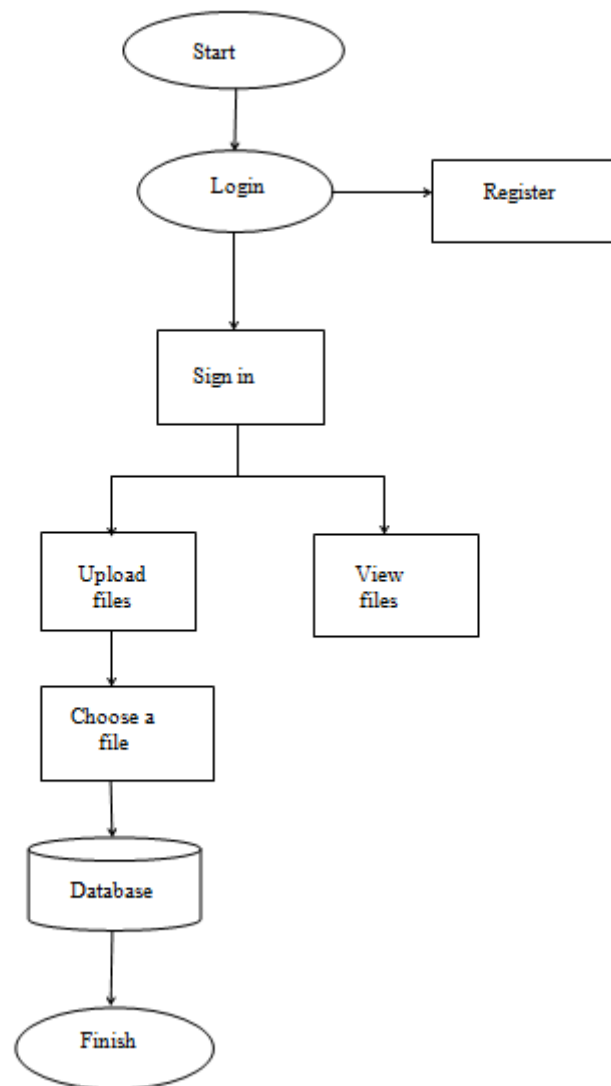 Start
Login
Register
Sign in
Upload
files
View
files
Choose a
file
Database
Finish